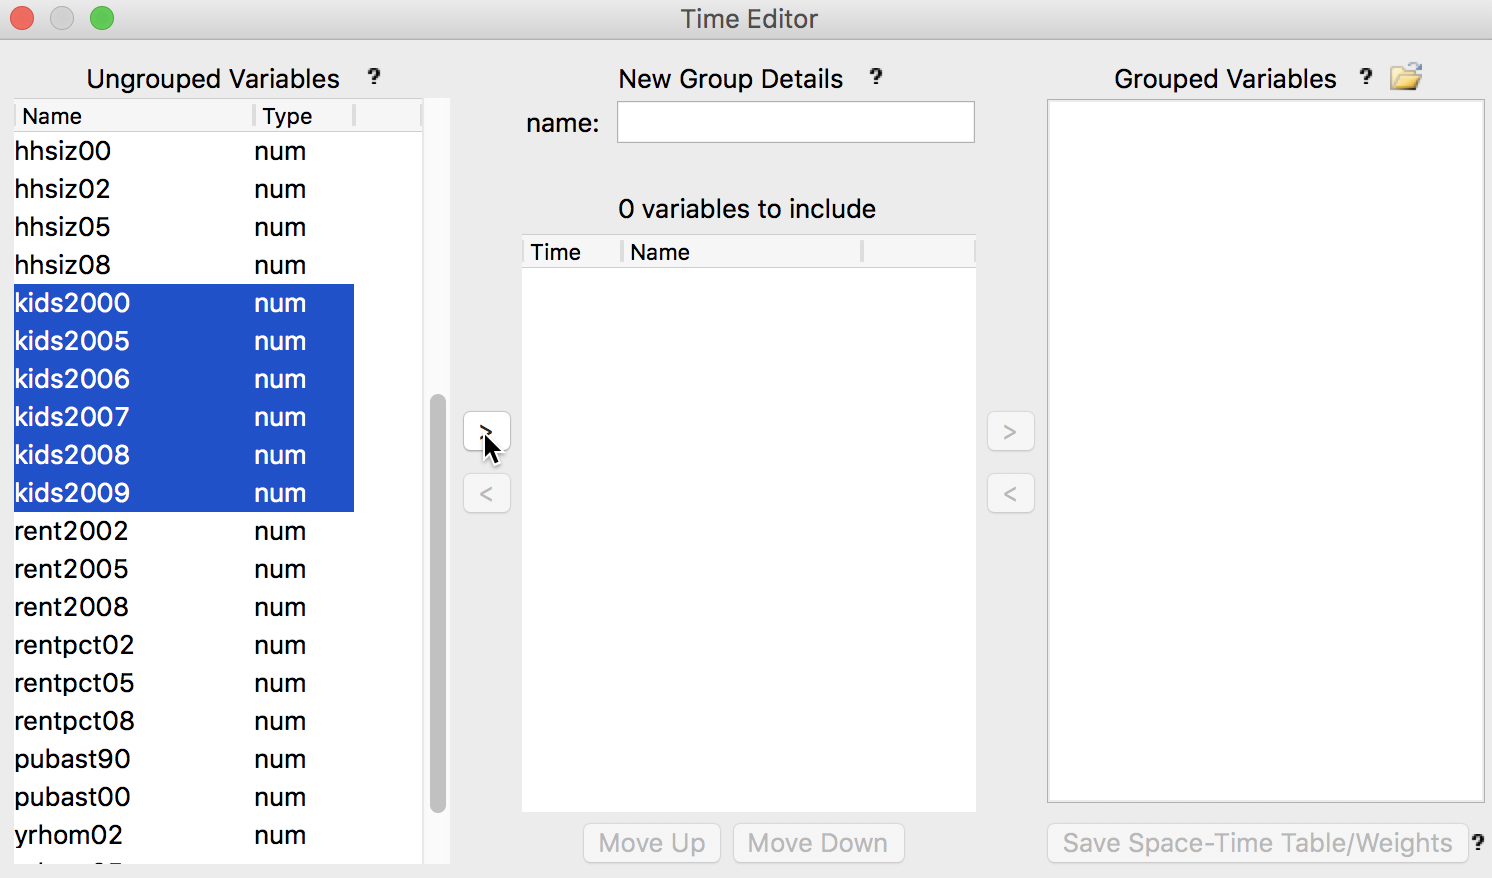 Time Editor
Ungrouped Variables ?
Name Type
hhsiz00 num
hhsiz02 num
hhsiz05 num
hhsiz08 num
kids2000 num
kids2005 num
kids2006 num
kids2007 num
kids2008 num
kids2009 num
rent2002 num
rent2005 num
rent2008 num
rentpct02 num
rentpct05 num
rentpct08 num
pubast90 num
pubast00 num
yrhom02 num
>
<
New Group Details ?
name:
0 variables to include
Time Name
Move Up Move Down
>
<
Grouped Variables ?
Save Space-Time Table/Weights ?